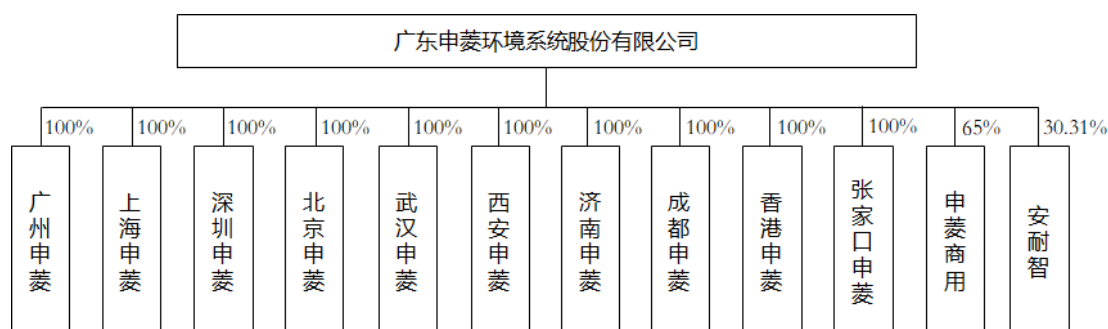 广东申菱环境系统股份有限公司
100% 100% 100% 100% 100% 100% 100% 100% 100% 100% 65% 30.31%
广州申菱
上海申菱
深圳申菱
北京申菱
武汉申菱
西安申菱
济南申菱
成都申菱
香港申菱
张家口申菱
申菱商用
安耐智